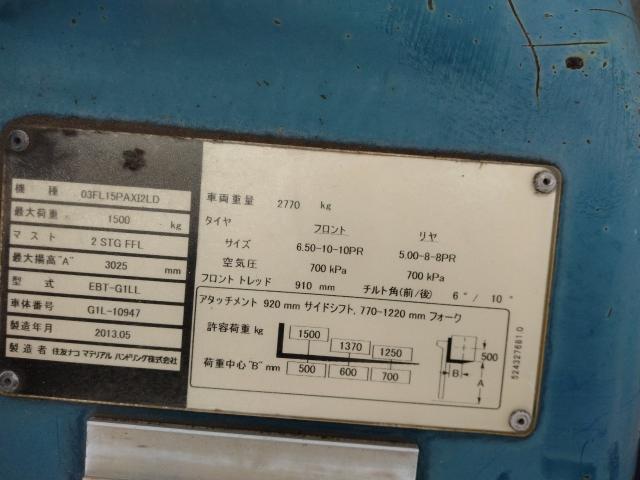 機 種 03FL15PAXI2LD
最大荷重 1500 kg
マスト 2 STG FFL
最大揚高"A" 3025 mm
型 式 EBT-G1LL
車体番号 G1L-10947
製造年月 2013.05
製造者 住友ナコ マテリアル ハンドリング株式会社
車両重量 2770 kg
タイヤ フロント リヤ
サイズ 6.50-10-10PR 5.00-8-8PR
空気圧 700 kPa 700 kPa
フロント トレッド 910 mm チルト角(前/後) 6°/ 10°
アタッチメント 920 mm サイドシフト, 770-1220 mm フォーク
許容荷重 kg 1500 1370 1250
荷重中心 "B" mm 500 600 700
500
B
A
5243276810